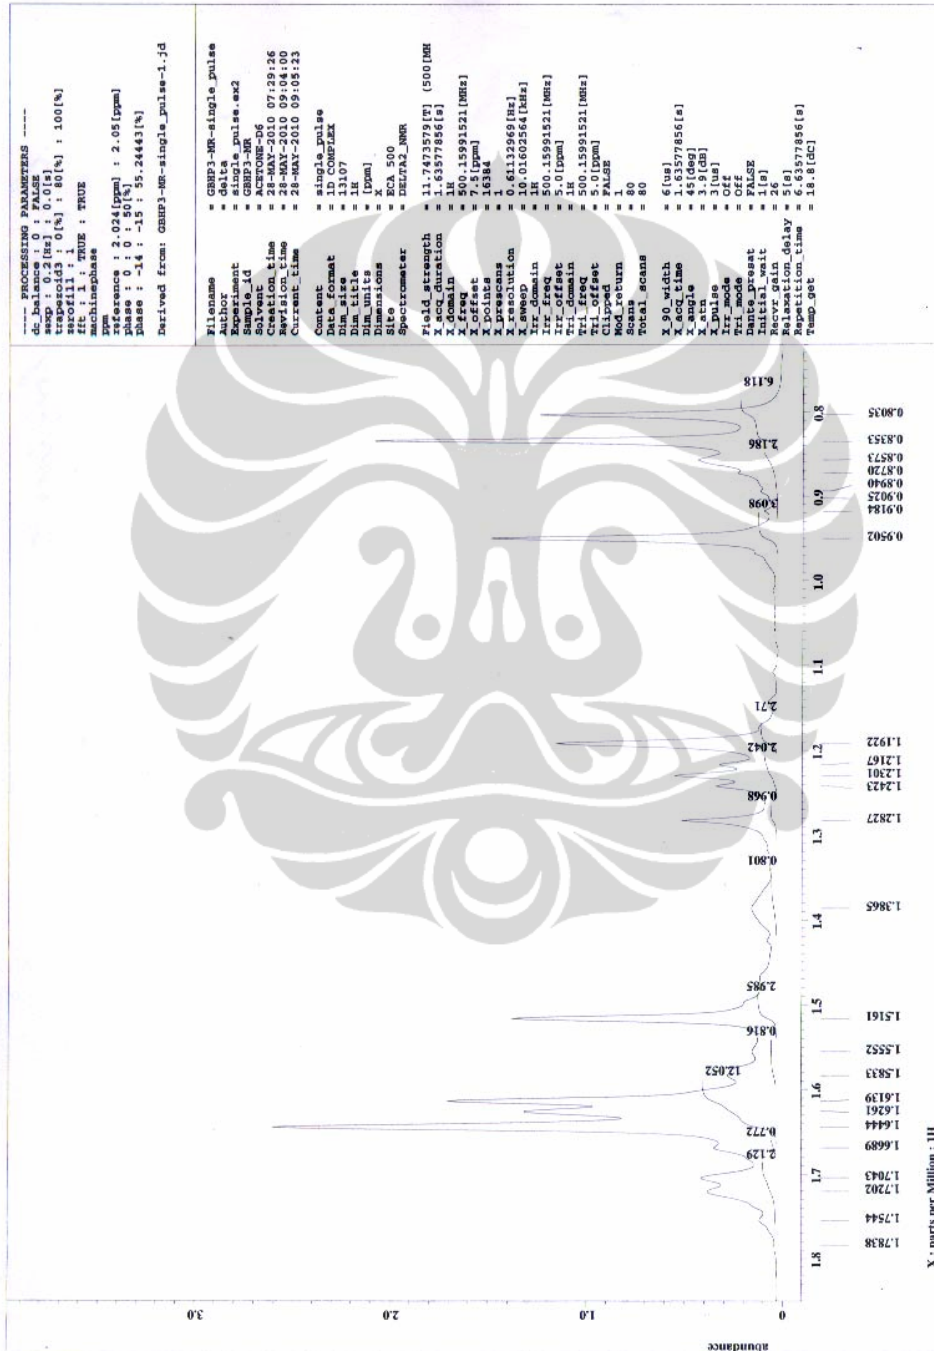 ---- PROCESSING PARAMETERS ----
dc_balance : 0 : FALSE
sexp : 0.2[Hz] : 0.0[s]
trapezoid3 : 0[%] : 80[%] : 100[%]
zerofill : 1
fft : 1 : TRUE : TRUE
machinephase
ppm
reference : 2.024[ppm] : 2.05[ppm]
phase : 0 : 0 : 50[%]
phase : -14 : -15 : 55.24443[%]
Derived from: GBHP3-MR-single_pulse-1.jd
Filename = GBHP3-MR-single_pulse
Author = delta
Experiment = single_pulse.ex2
Sample_id = GBHP3-MR
Solvent = ACETONE-D6
Creation_time = 28-MAY-2010 07:29:26
Revision_time = 28-MAY-2010 09:04:00
Current_time = 28-MAY-2010 09:05:23
Content = single_pulse
Data_format = 1D COMPLEX
Dim_size = 13107
Dim_title = 1H
Dim_units = [ppm]
Dimensions = X
Site = ECA 500
Spectrometer = DELTA2_NMR
Field_strength = 11.7473579[T] (500[MH
X_acq_duration = 1.63577856[s]
X_domain = 1H
X_freq = 500.15991521[MHz]
X_offset = 7.5[ppm]
X_points = 16384
X_prescans = 1
X_resolution = 0.61132969[Hz]
X_sweep = 10.01602564[kHz]
Irr_domain = 1H
Irr_freq = 500.15991521[MHz]
Irr_offset = 5.0[ppm]
Tri_domain = 1H
Tri_freq = 500.15991521[MHz]
Tri_offset = 5.0[ppm]
Clipped = FALSE
Mod_return = 1
Scans = 80
Total_scans = 80
X_90_width = 6[us]
X_acq_time = 1.63577856[s]
X_angle = 45[deg]
X_atn = 3.9[dB]
X_pulse = 3[us]
Irr_mode = Off
Tri_mode = Off
Dante_presat = FALSE
Initial_wait = 1[s]
Recvr_gain = 26
Relaxation_delay = 5[s]
Repetition_time = 6.63577856[s]
Temp_get = 18.8[dC]
abundance
0 1.0 2.0 3.0
2.129
0.772
12.052
0.816
2.985
0.801
0.968
2.042
2.71
3.098
2.186
6.118
1.8 1.7 1.6 1.5 1.4 1.3 1.2 1.1 1.0 0.9 0.8
1.7838
1.7544
1.7202
1.7043
1.6689
1.6444
1.6261
1.6139
1.5833
1.5552
1.5161
1.3865
1.2827
1.2423
1.2301
1.2167
1.1922
0.9502
0.9184
0.9025
0.8940
0.8720
0.8573
0.8353
0.8035
X : parts per Million : 1H